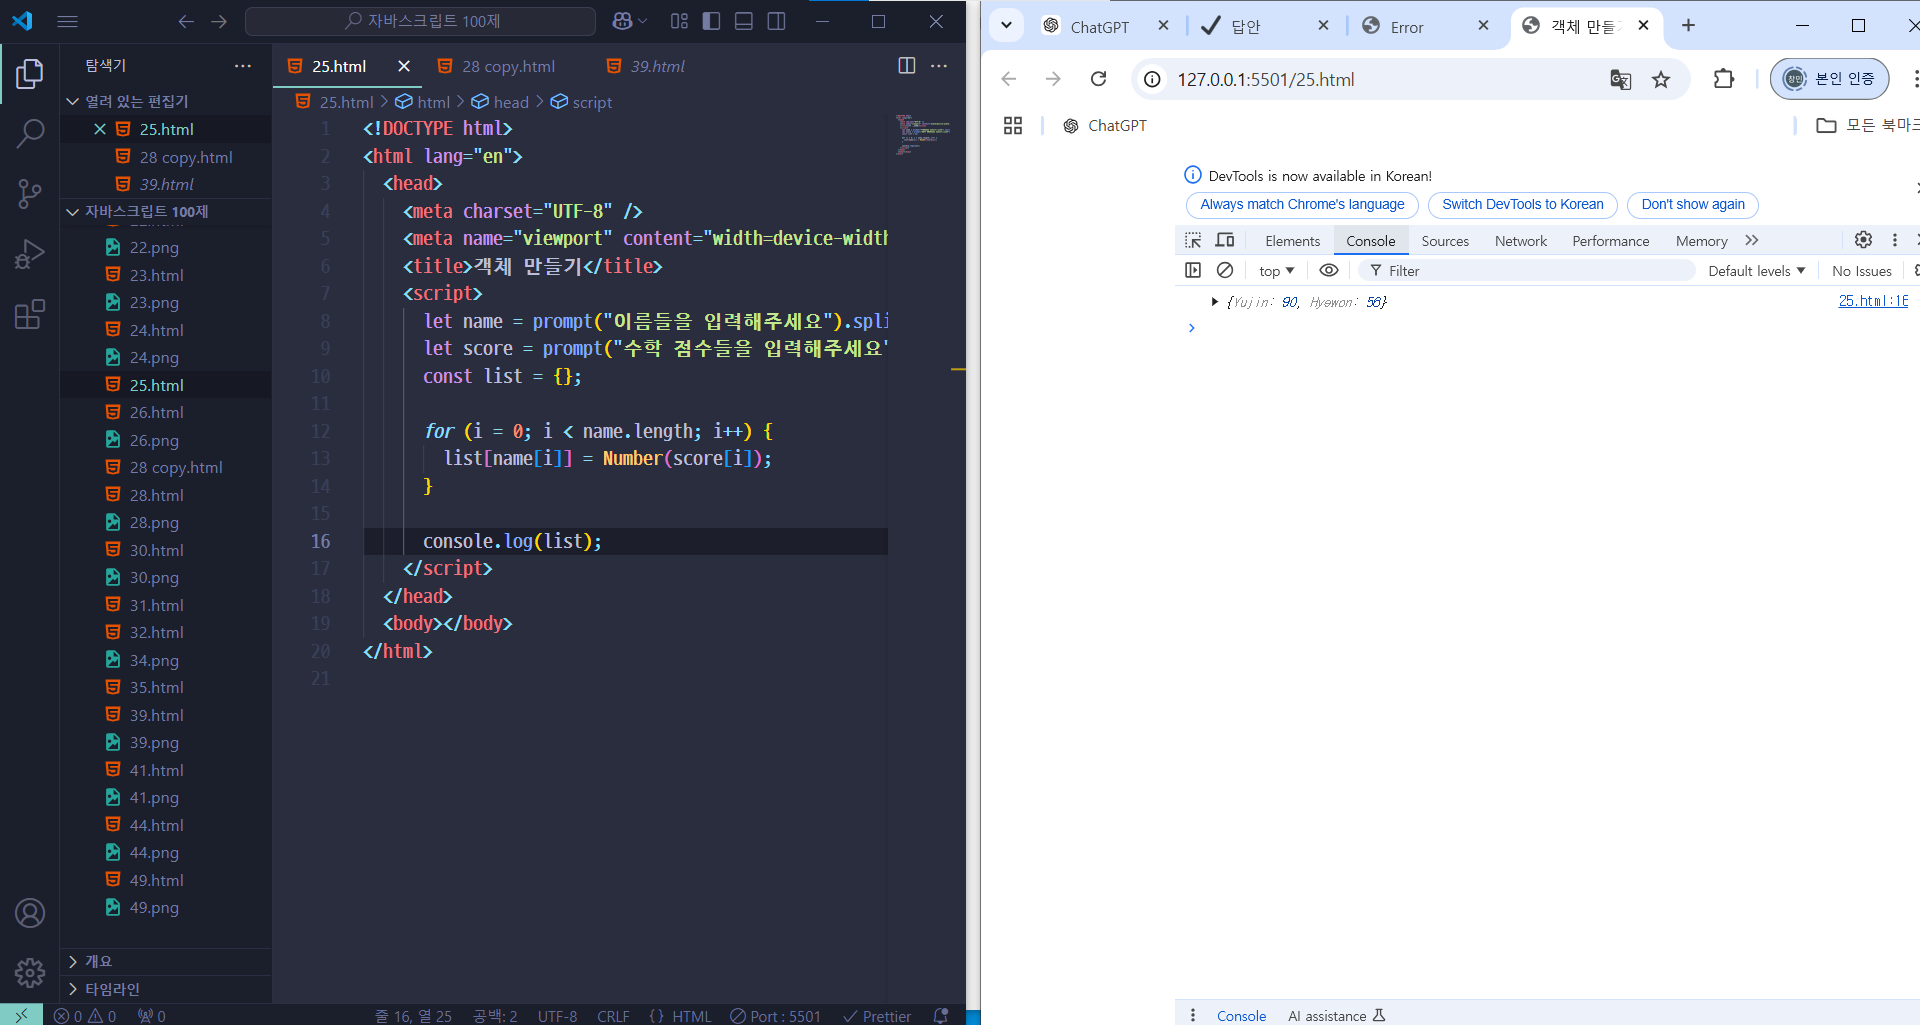 자바스크립트 100제
탐색기
열려 있는 편집기
25.html
28 copy.html
39.html
자바스크립트 100제
22.png
23.html
23.png
24.html
24.png
25.html
26.html
26.png
28 copy.html
28.html
28.png
30.html
30.png
31.html
32.html
34.png
35.html
39.html
39.png
41.html
41.png
44.html
44.png
49.html
49.png
개요
타임라인
25.html
28 copy.html
39.html
25.html > html > head > script
1 <!DOCTYPE html>
2 <html lang="en">
3 <head>
4 <meta charset="UTF-8" />
5 <meta name="viewport" content="width=device-width
6 <title>객체 만들기</title>
7 <script>
8 let name = prompt("이름들을 입력해주세요").spli
9 let score = prompt("수학 점수들을 입력해주세요"
10 const list = {};
11
12 for (i = 0; i < name.length; i++) {
13 list[name[i]] = Number(score[i]);
14 }
15
16 console.log(list);
17 </script>
18 </head>
19 <body></body>
20 </html>
21
0 0 0
줄 16, 열 25 공백: 2 UTF-8 CRLF {} HTML Port : 5501 Prettier
ChatGPT
답안
Error
객체 만들
127.0.0.1:5501/25.html
창민
본인 인증
ChatGPT
모든 북마
DevTools is now available in Korean!
Always match Chrome's language
Switch DevTools to Korean
Don't show again
Elements Console Sources Network Performance Memory
top Filter Default levels No Issues
{Yujin: 90, Hyewon: 56}
25.html:16
Console AI assistance